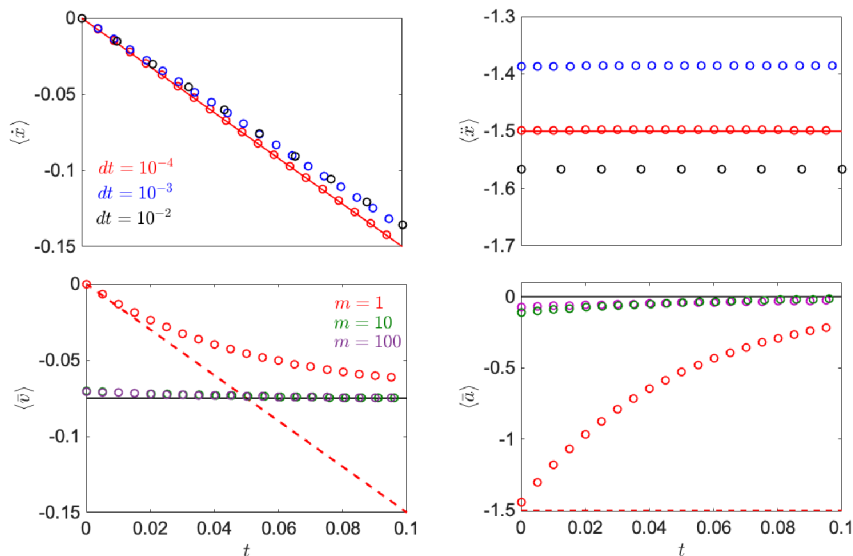 0
-0.05
-0.1
-0.15
⟨ẋ⟩
dt = 10⁻⁴
dt = 10⁻³
dt = 10⁻²
-1.3
-1.4
-1.5
-1.6
-1.7
⟨ẍ⟩
0
-0.05
-0.1
-0.15
⟨v̄⟩
m = 1
m = 10
m = 100
0 0.02 0.04 0.06 0.08 0.1
t
0
-0.5
-1
-1.5
⟨ā⟩
0 0.02 0.04 0.06 0.08 0.1
t